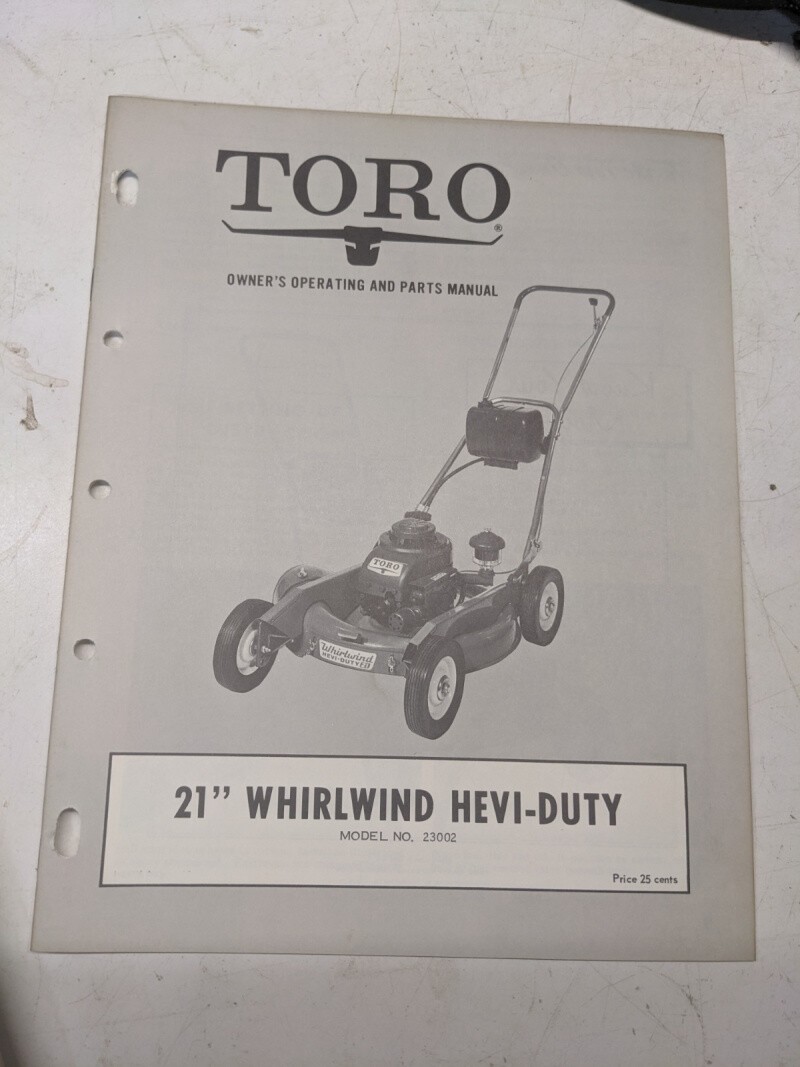 TORO®
OWNER'S OPERATING AND PARTS MANUAL
TORO
Whirlwind
HEVI-DUTY
21" WHIRLWIND HEVI-DUTY
MODEL NO. 23002
Price 25 cents